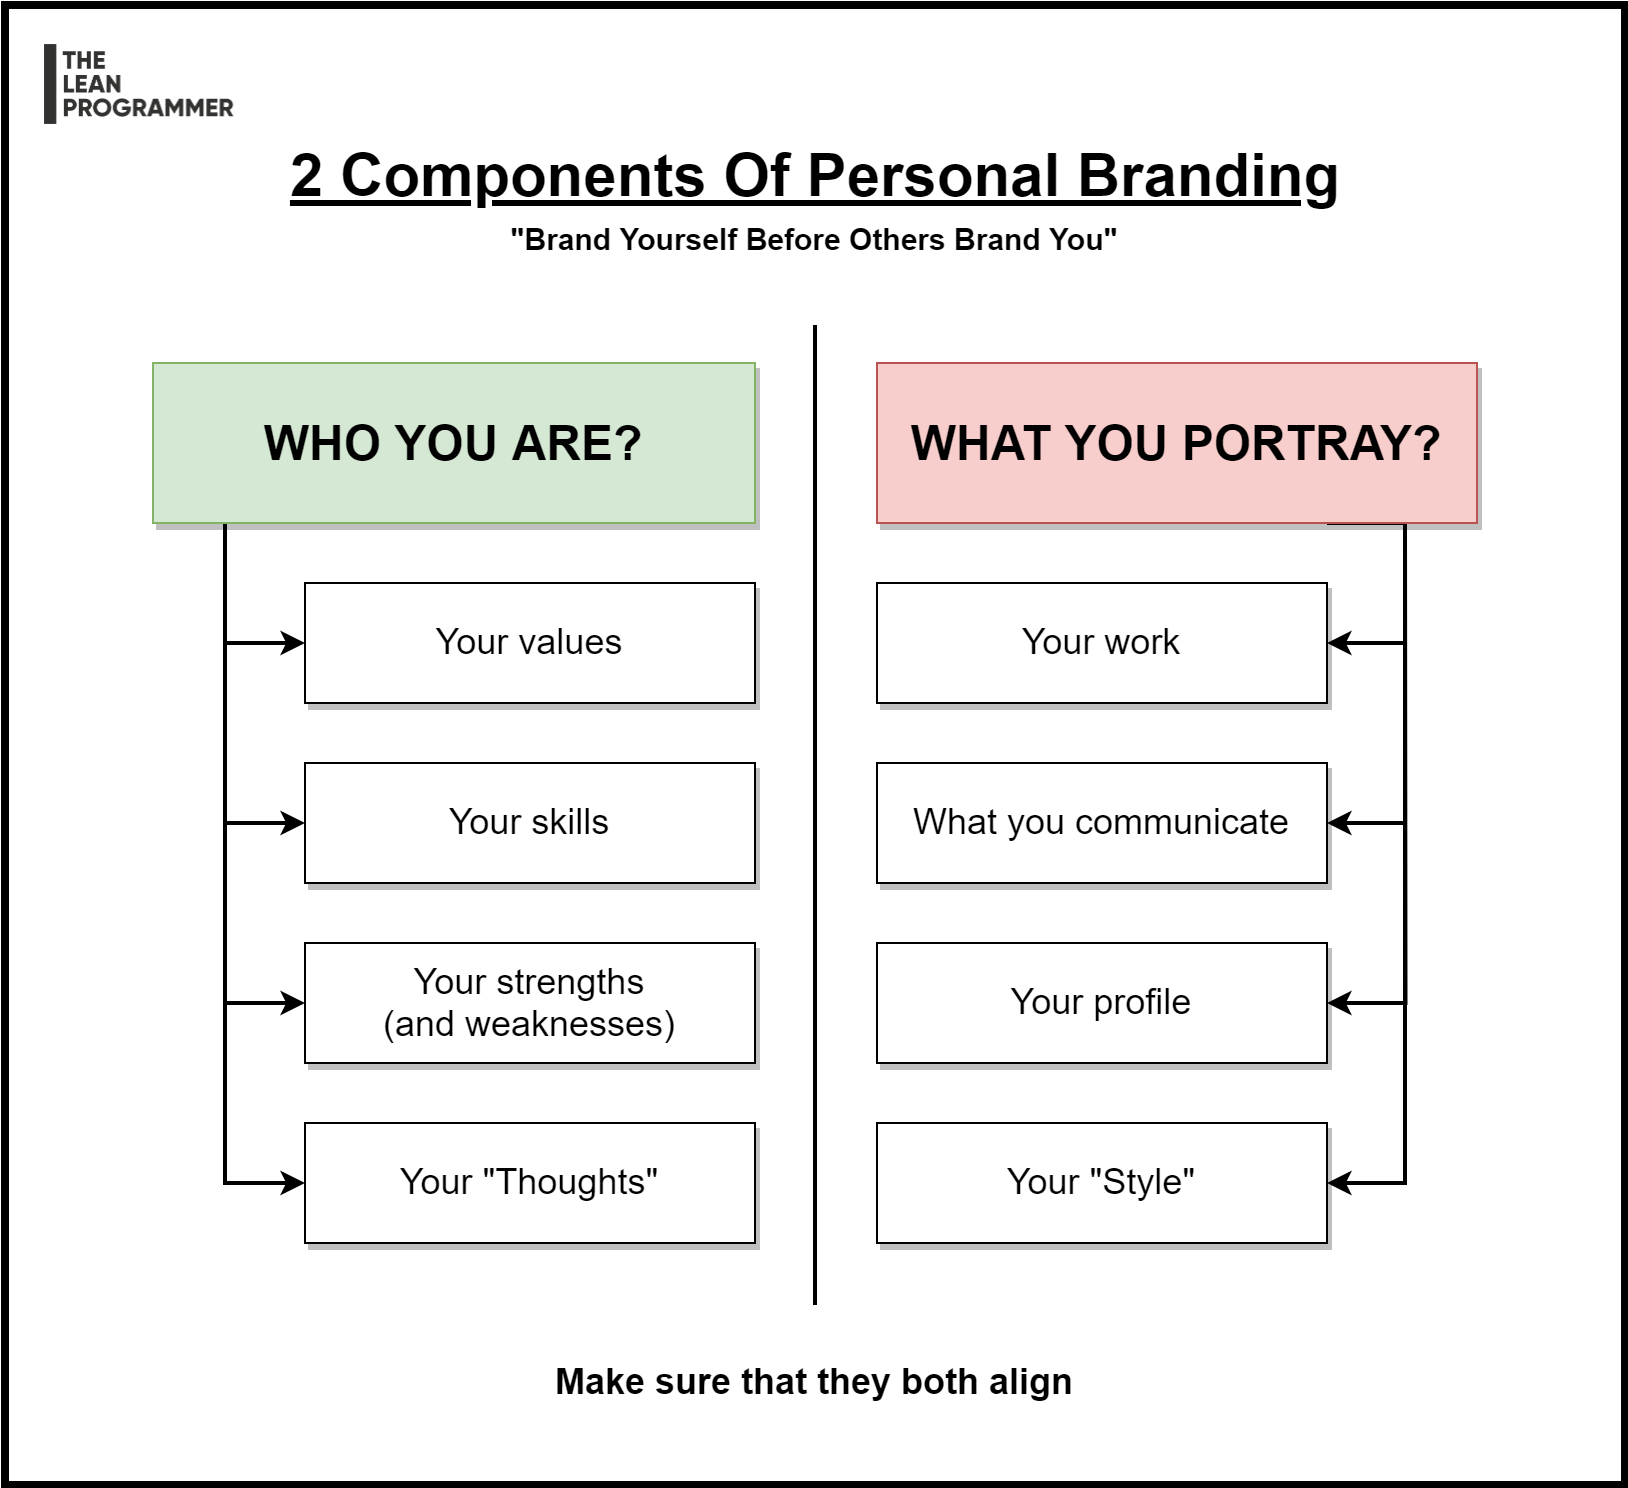 THE
LEAN
PROGRAMMER
2 Components Of Personal Branding
"Brand Yourself Before Others Brand You"
WHO YOU ARE?
Your values
Your skills
Your strengths
(and weaknesses)
Your "Thoughts"
WHAT YOU PORTRAY?
Your work
What you communicate
Your profile
Your "Style"
Make sure that they both align